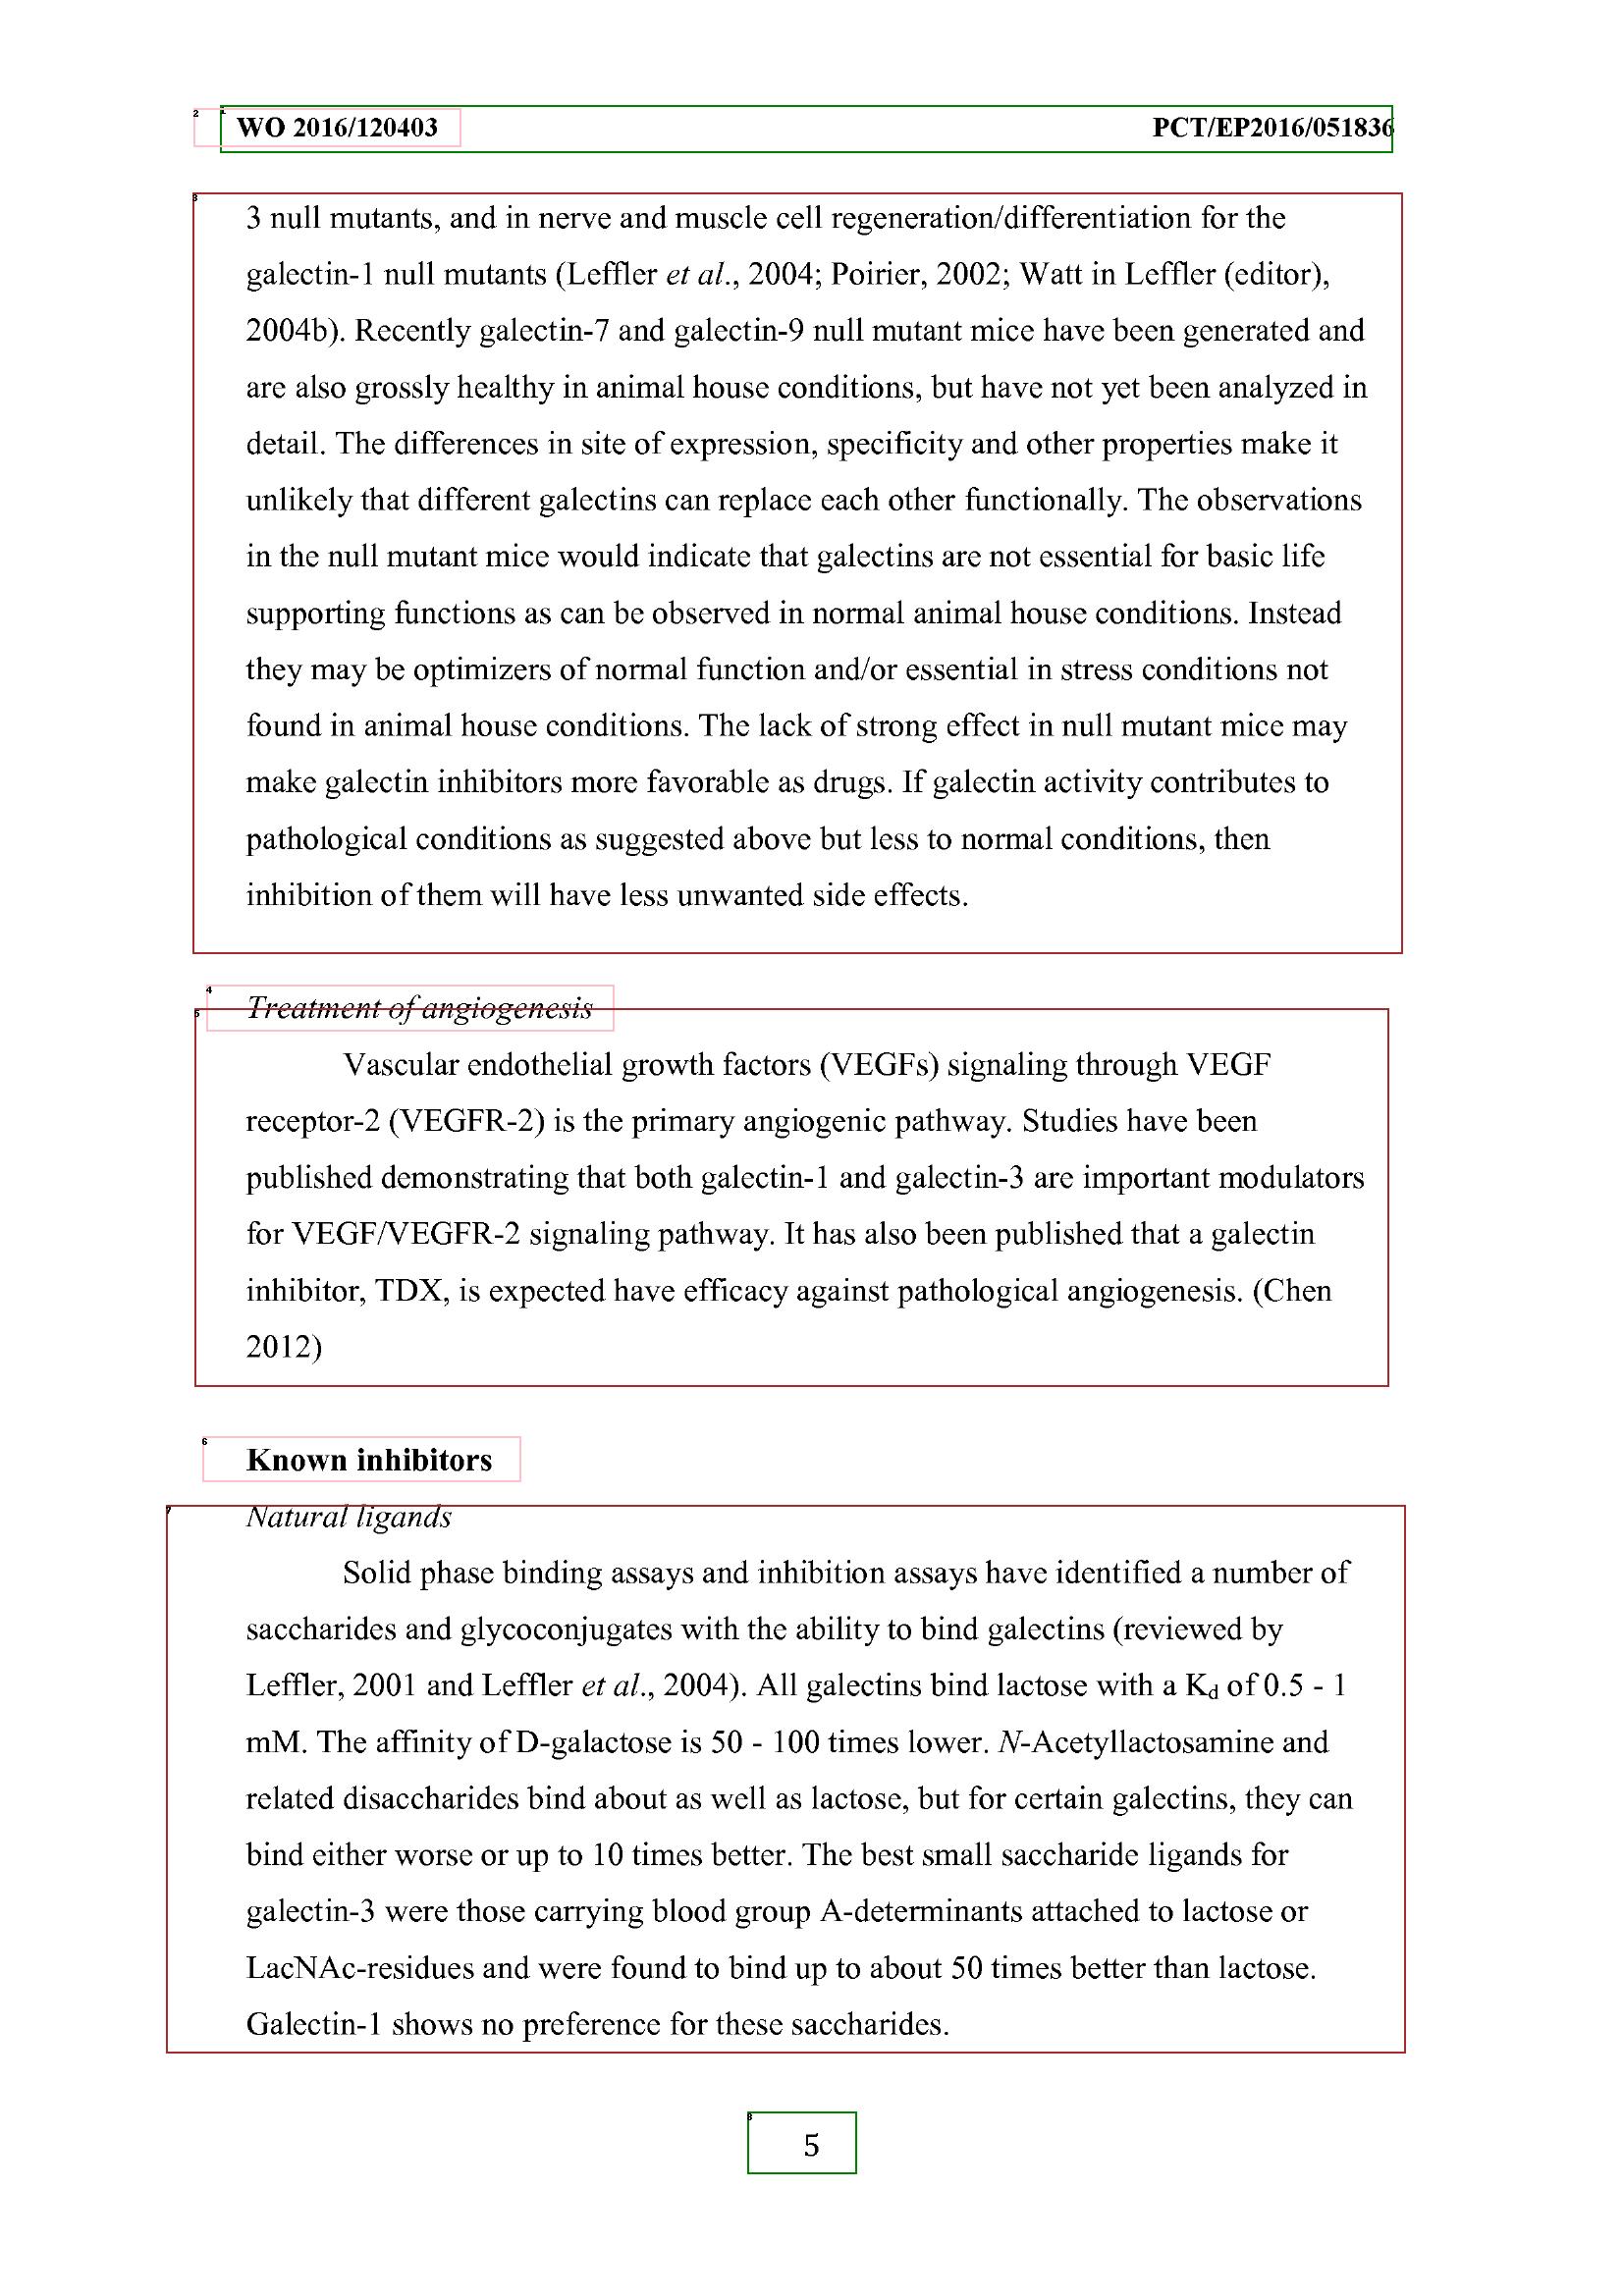 WO 2016/120403 PCT/EP2016/051836
3 null mutants, and in nerve and muscle cell regeneration/differentiation for the
galectin-1 null mutants (Leffler et al., 2004; Poirier, 2002; Watt in Leffler (editor),
2004b). Recently galectin-7 and galectin-9 null mutant mice have been generated and
are also grossly healthy in animal house conditions, but have not yet been analyzed in
detail. The differences in site of expression, specificity and other properties make it
unlikely that different galectins can replace each other functionally. The observations
in the null mutant mice would indicate that galectins are not essential for basic life
supporting functions as can be observed in normal animal house conditions. Instead
they may be optimizers of normal function and/or essential in stress conditions not
found in animal house conditions. The lack of strong effect in null mutant mice may
make galectin inhibitors more favorable as drugs. If galectin activity contributes to
pathological conditions as suggested above but less to normal conditions, then
inhibition of them will have less unwanted side effects.
Treatment of angiogenesis
Vascular endothelial growth factors (VEGFs) signaling through VEGF
receptor-2 (VEGFR-2) is the primary angiogenic pathway. Studies have been
published demonstrating that both galectin-1 and galectin-3 are important modulators
for VEGF/VEGFR-2 signaling pathway. It has also been published that a galectin
inhibitor, TDX, is expected have efficacy against pathological angiogenesis. (Chen
2012)
Known inhibitors
Natural ligands
Solid phase binding assays and inhibition assays have identified a number of
saccharides and glycoconjugates with the ability to bind galectins (reviewed by
Leffler, 2001 and Leffler et al., 2004). All galectins bind lactose with a Kd of 0.5 - 1
mM. The affinity of D-galactose is 50 - 100 times lower. N-Acetyllactosamine and
related disaccharides bind about as well as lactose, but for certain galectins, they can
bind either worse or up to 10 times better. The best small saccharide ligands for
galectin-3 were those carrying blood group A-determinants attached to lactose or
LacNAc-residues and were found to bind up to about 50 times better than lactose.
Galectin-1 shows no preference for these saccharides.
5